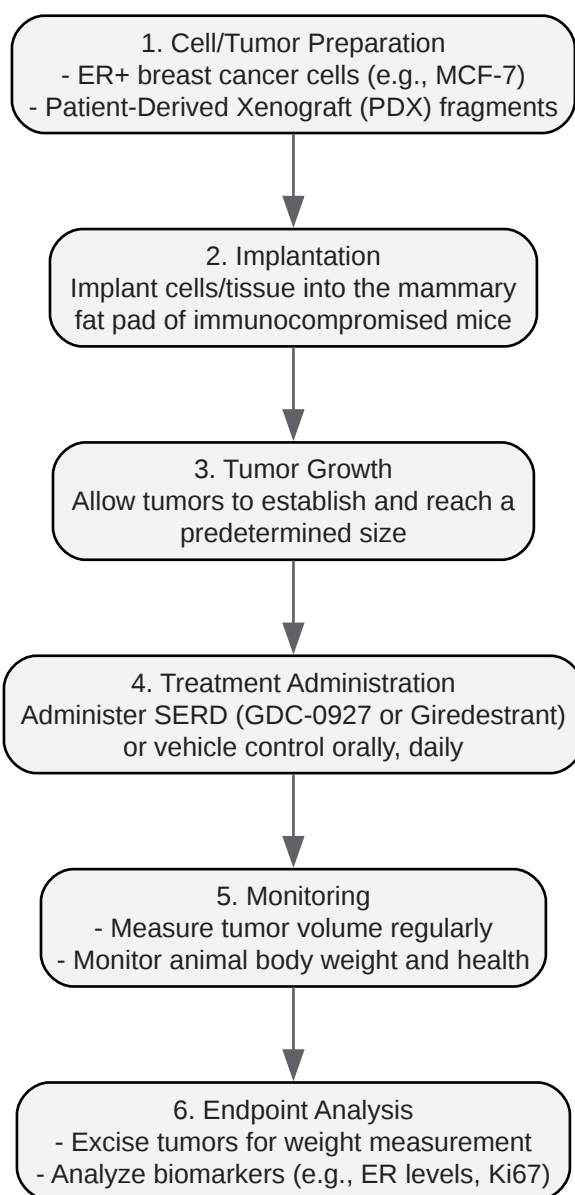 1. Cell/Tumor Preparation
- ER+ breast cancer cells (e.g., MCF-7)
- Patient-Derived Xenograft (PDX) fragments
2. Implantation
Implant cells/tissue into the mammary
fat pad of immunocompromised mice
3. Tumor Growth
Allow tumors to establish and reach a
predetermined size
4. Treatment Administration
Administer SERD (GDC-0927 or Giredestrant)
or vehicle control orally, daily
5. Monitoring
- Measure tumor volume regularly
- Monitor animal body weight and health
6. Endpoint Analysis
- Excise tumors for weight measurement
- Analyze biomarkers (e.g., ER levels, Ki67)